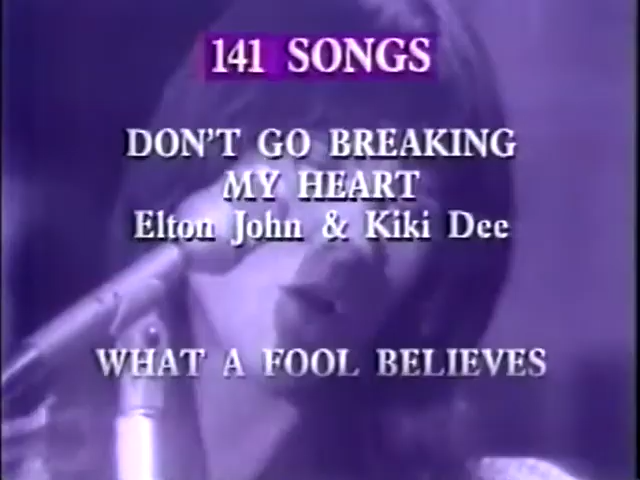 141 SONGS
DON'T GO BREAKING
MY HEART
Elton John & Kiki Dee
WHAT A FOOL BELIEVES